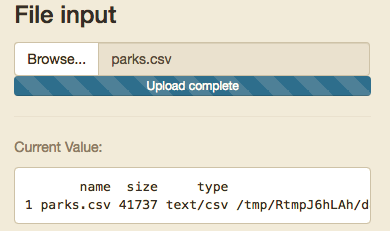 File input
Browse... parks.csv
Upload complete
Current Value:
name size type
1 parks.csv 41737 text/csv /tmp/RtmpJ6hLAh/d